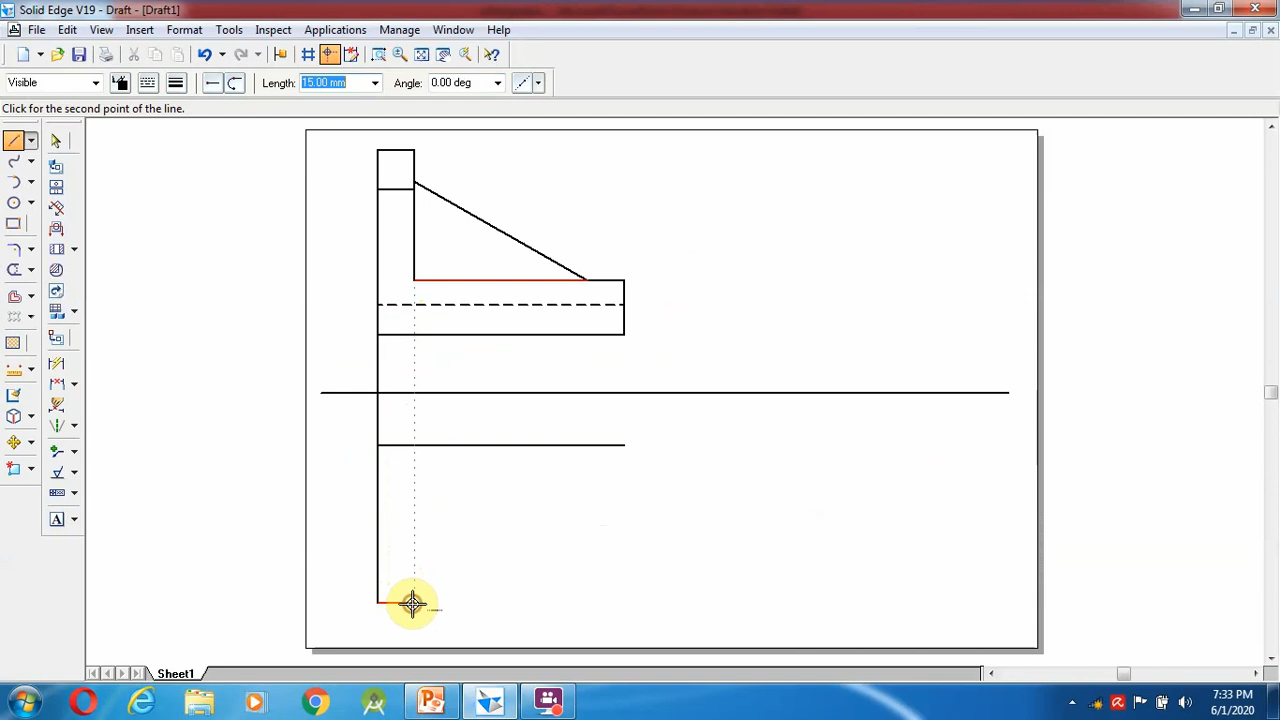 Solid Edge V19 - Draft - [Draft1]
File Edit View Insert Format Tools Inspect Applications Manage Window Help
Visible Length: 15.00 mm Angle: 0.00 deg
Click for the second point of the line.
A
Sheet1
7:33 PM
6/1/2020